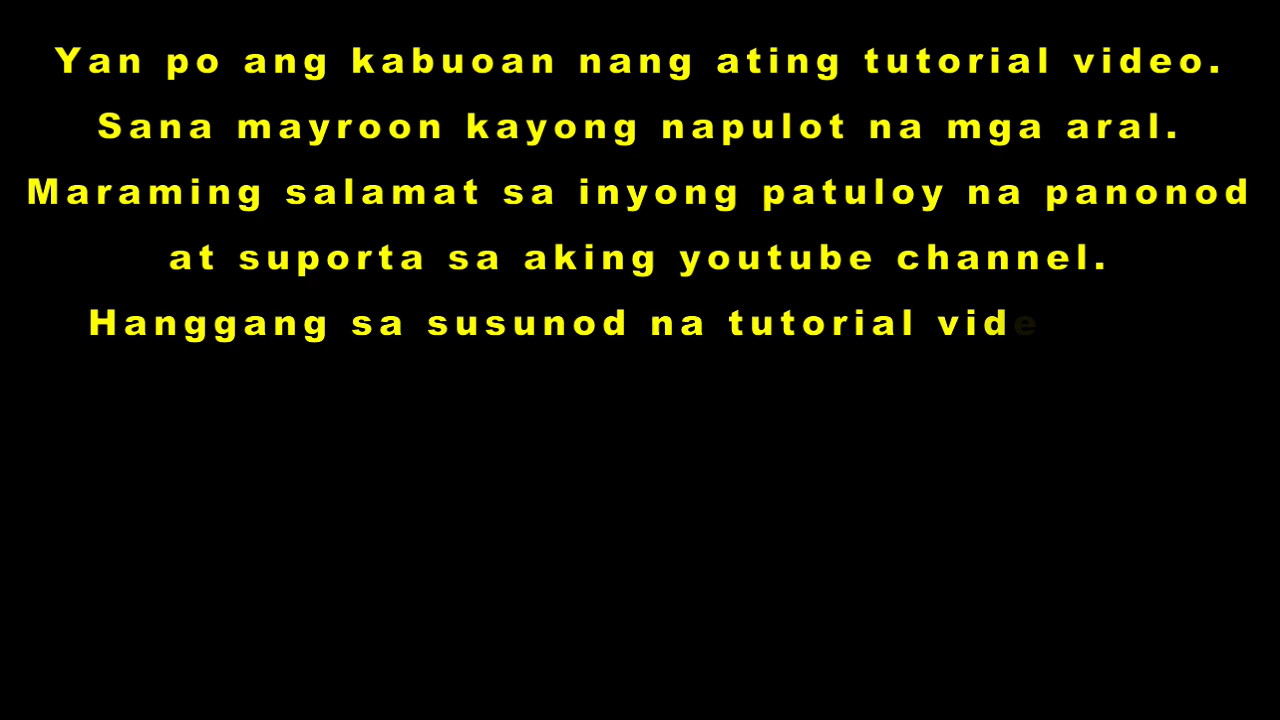 Yan po ang kabuoan nang ating tutorial video.
Sana mayroon kayong napulot na mga aral.
Maraming salamat sa inyong patuloy na panonod
at suporta sa aking youtube channel.
Hanggang sa susunod na tutorial vide